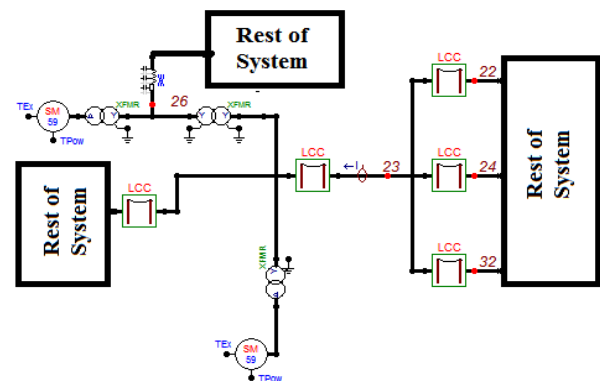 Rest of
System
LCC
22
26
XFMR
XFMR
TEx
SM
59
Δ
Y
Y
Y
TPow
LCC
LCC
I
23
24
Rest of
System
Rest of
System
LCC
LCC
32
XFMR
Y
Δ
TEx
SM
59
TPow